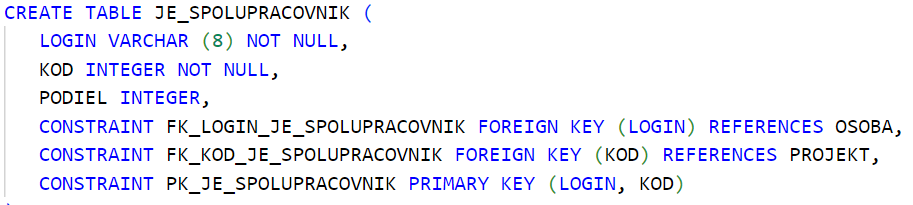 CREATE TABLE JE_SPOLUPRACOVNIK (
LOGIN VARCHAR (8) NOT NULL,
KOD INTEGER NOT NULL,
PODIEL INTEGER,
CONSTRAINT FK_LOGIN_JE_SPOLUPRACOVNIK FOREIGN KEY (LOGIN) REFERENCES OSOBA,
CONSTRAINT FK_KOD_JE_SPOLUPRACOVNIK FOREIGN KEY (KOD) REFERENCES PROJEKT,
CONSTRAINT PK_JE_SPOLUPRACOVNIK PRIMARY KEY (LOGIN, KOD)